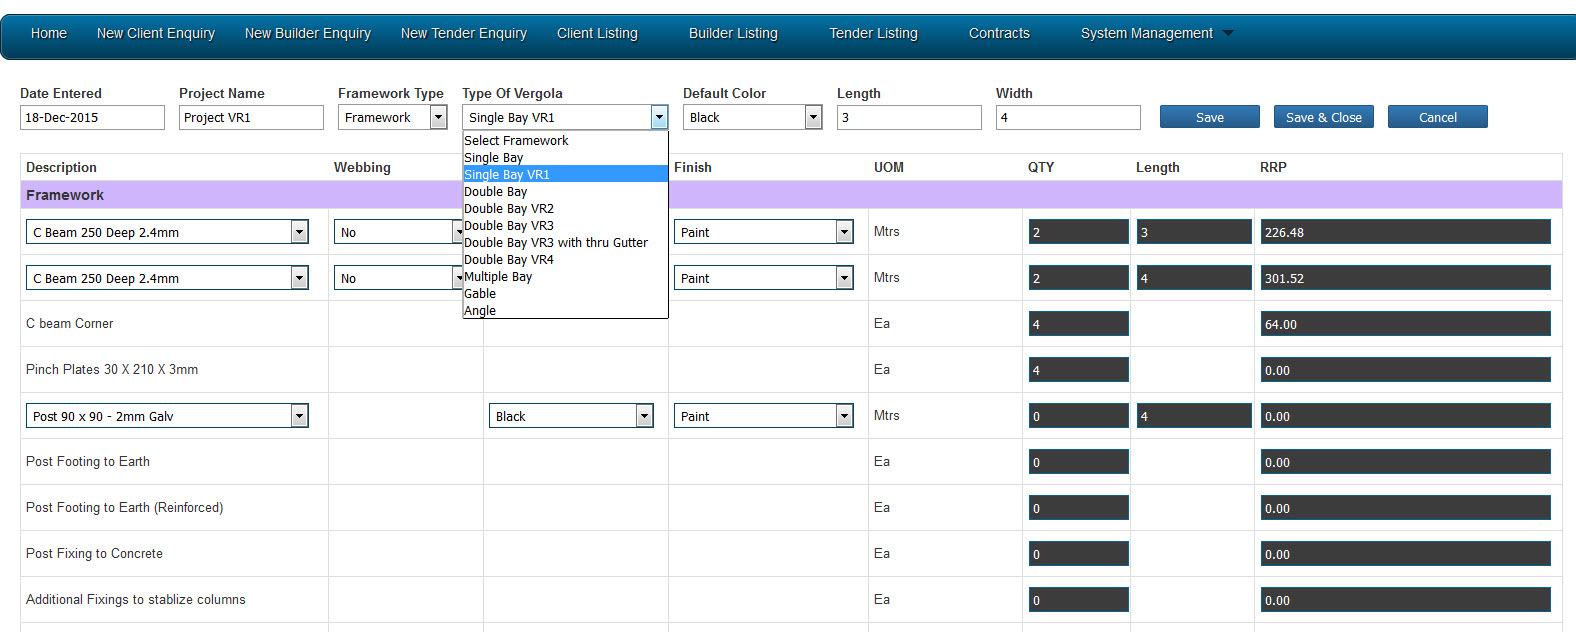 Home New Client Enquiry New Builder Enquiry New Tender Enquiry Client Listing Builder Listing Tender Listing Contracts System Management
Date Entered Project Name Framework Type Type Of Vergola Default Color Length Width
18-Dec-2015 Project VR1 Framework Single Bay VR1 Black 3 4 Save Save & Close Cancel
Select Framework
Single Bay
Single Bay VR1
Double Bay
Double Bay VR2
Double Bay VR3
Double Bay VR3 with thru Gutter
Double Bay VR4
Multiple Bay
Gable
Angle
Description Webbing Finish UOM QTY Length RRP
Framework
C Beam 250 Deep 2.4mm No Paint Mtrs 2 3 226.48
C Beam 250 Deep 2.4mm No Paint Mtrs 2 4 301.52
C beam Corner Ea 4 64.00
Pinch Plates 30 X 210 X 3mm Ea 4 0.00
Post 90 x 90 - 2mm Galv Black Paint Mtrs 0 4 0.00
Post Footing to Earth Ea 0 0.00
Post Footing to Earth (Reinforced) Ea 0 0.00
Post Fixing to Concrete Ea 0 0.00
Additional Fixings to stablize columns Ea 0 0.00